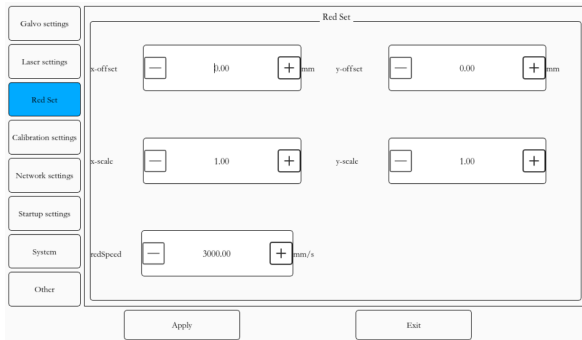 Red Set
Galvo settings
Laser settings
Red Set
Calibration settings
Network settings
Startup settings
System
Other
x-offset 0.00 mm y-offset 0.00 mm
x-scale 1.00 y-scale 1.00
redSpeed 3000.00 mm/s
Apply Exit